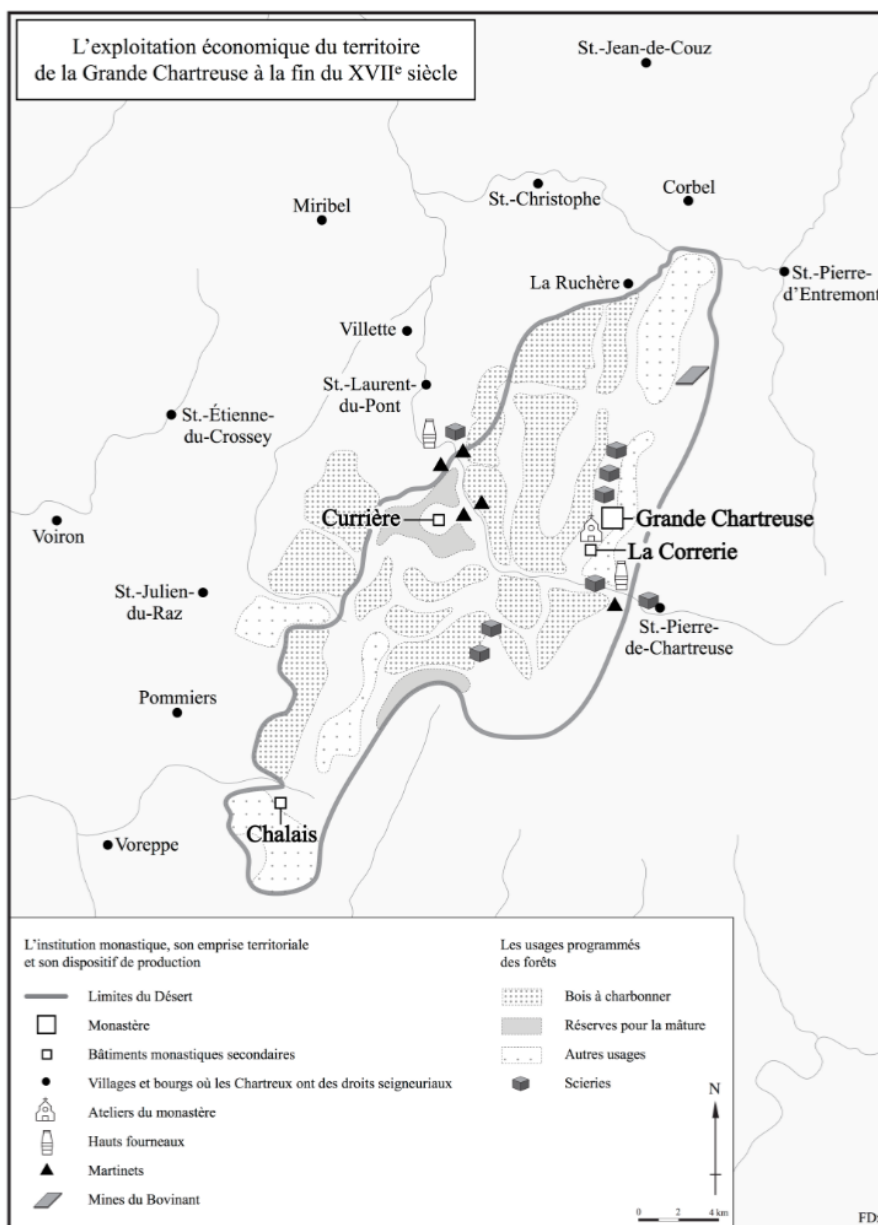 L'exploitation économique du territoire
de la Grande Chartreuse à la fin du XVIIe siècle
St.-Jean-de-Couz
St.-Christophe
Corbel
Miribel
La Ruchère
St.-Pierre-
d'Entremont
Villette
St.-Laurent-
du-Pont
St.-Étienne-
du-Crossey
Currière
Grande Chartreuse
Voiron
La Correrie
St.-Julien-
du-Raz
St.-Pierre-
de-Chartreuse
Pommiers
Chalais
Voreppe
L'institution monastique, son emprise territoriale
et son dispositif de production
Limites du Désert
Monastère
Bâtiments monastiques secondaires
Villages et bourgs où les Chartreux ont des droits seigneuriaux
Ateliers du monastère
Hauts fourneaux
Martinets
Mines du Bovinant
Les usages programmés
des forêts
Bois à charbonner
Réserves pour la mâture
Autres usages
Scieries
N
0 2 4 km